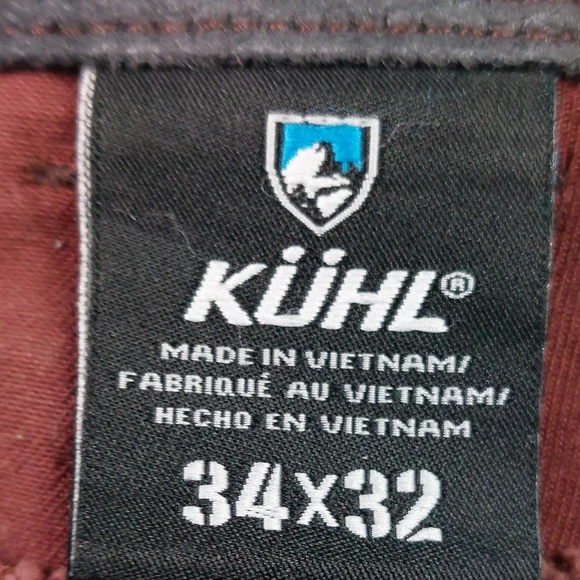 KÜHL®
MADE IN VIETNAM/
FABRIQUÉ AU VIETNAM/
HECHO EN VIETNAM
34X32